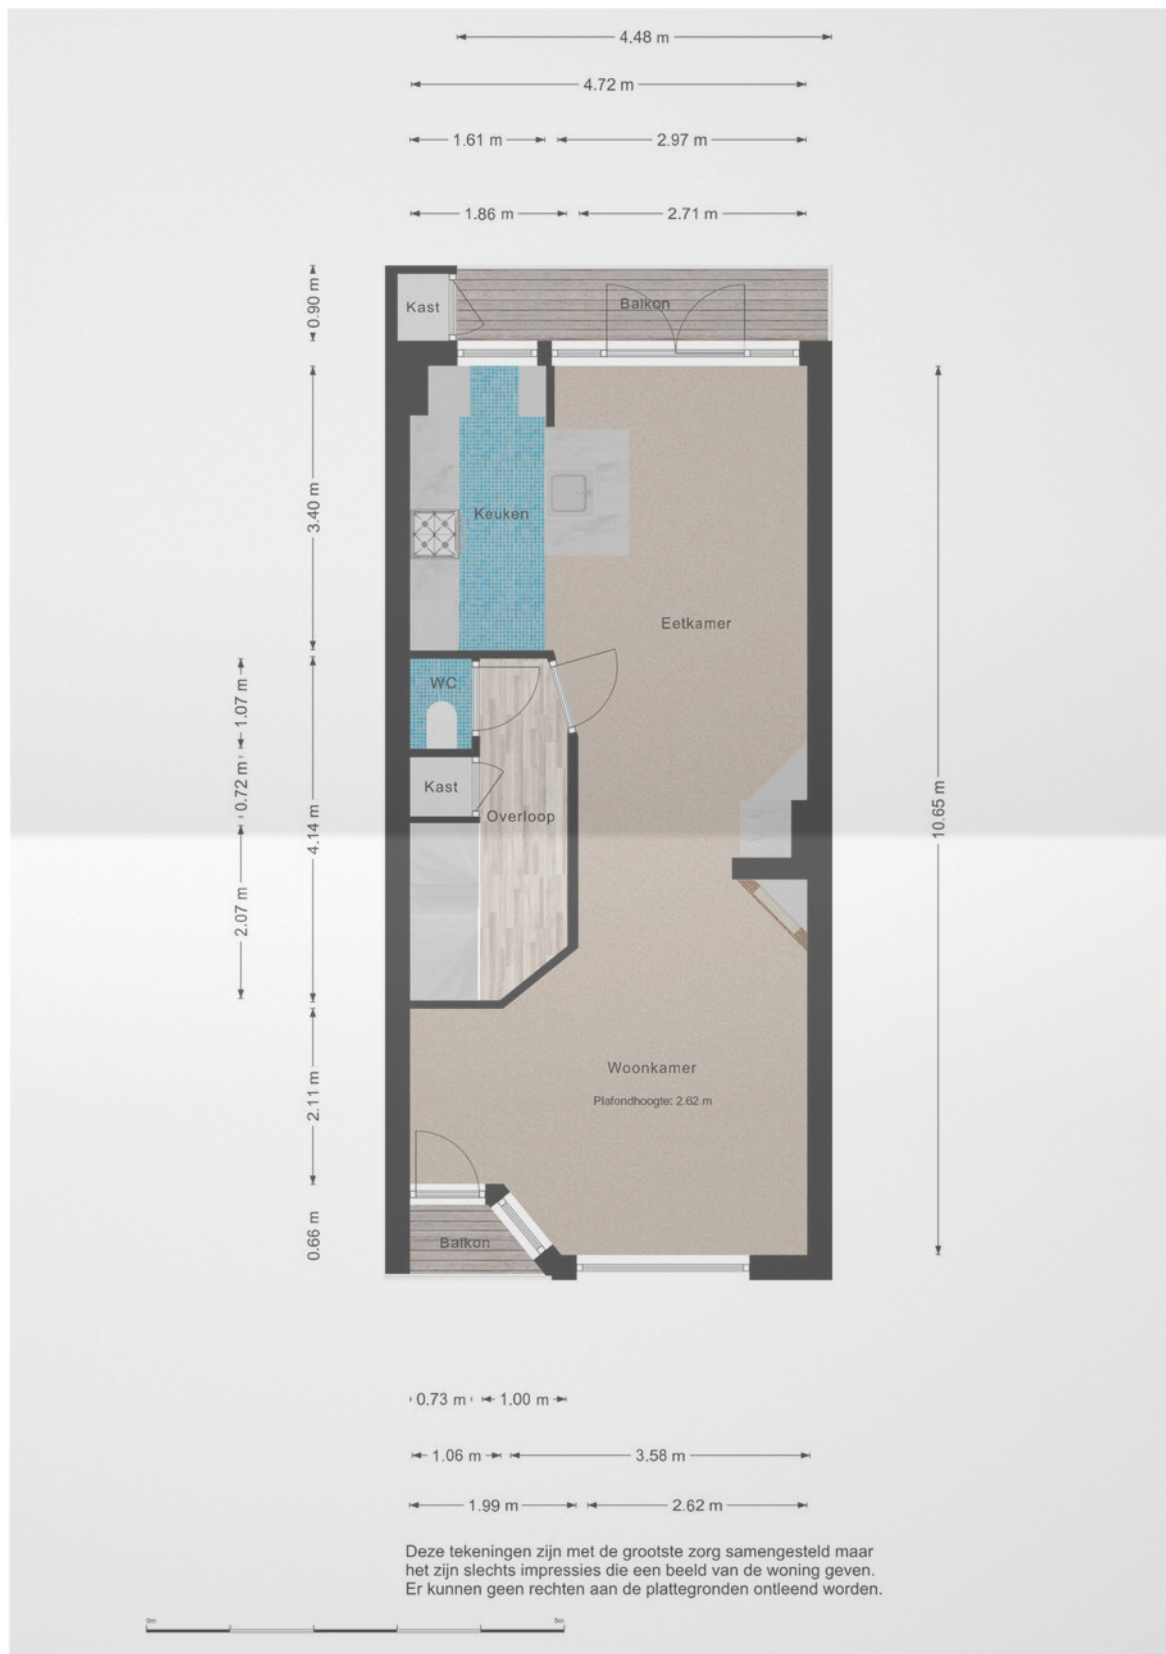 4.48 m
4.72 m
1.61 m
2.97 m
1.86 m
2.71 m
0.90 m
Kast
Balkon
3.40 m
Keuken
Eetkamer
1.07 m
WC
0.72 m
Kast
4.14 m
Overloop
10.65 m
2.07 m
2.11 m
Woonkamer
Plafondhoogte: 2.62 m
0.66 m
Balkon
0.73 m
1.00 m
1.06 m
3.58 m
1.99 m
2.62 m
Deze tekeningen zijn met de grootste zorg samengesteld maar
het zijn slechts impressies die een beeld van de woning geven.
Er kunnen geen rechten aan de plattegronden ontleend worden.
0m
5m